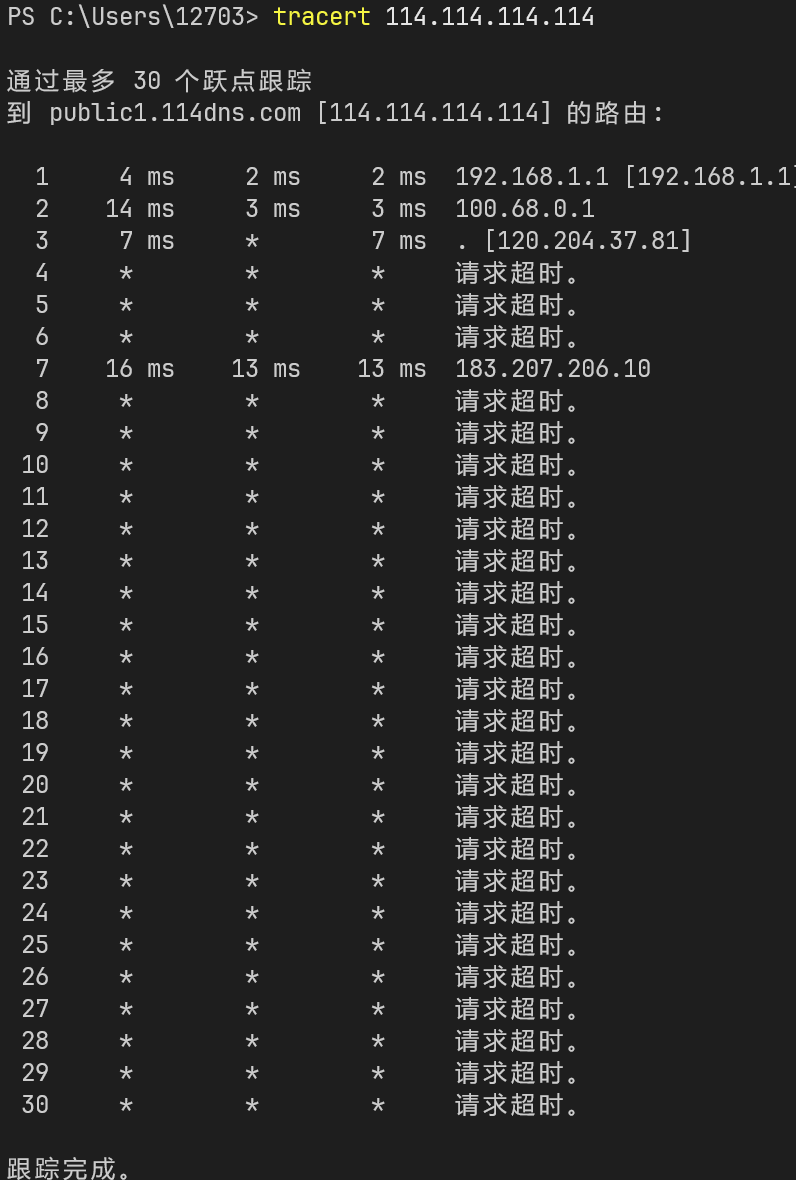 PS C:\Users\12703> tracert 114.114.114.114
通过最多 30 个跃点跟踪
到 public1.114dns.com [114.114.114.114] 的路由:
1 4 ms 2 ms 2 ms 192.168.1.1 [192.168.1.1]
2 14 ms 3 ms 3 ms 100.68.0.1
3 7 ms * 7 ms . [120.204.37.81]
4 * * * 请求超时。
5 * * * 请求超时。
6 * * * 请求超时。
7 16 ms 13 ms 13 ms 183.207.206.10
8 * * * 请求超时。
9 * * * 请求超时。
10 * * * 请求超时。
11 * * * 请求超时。
12 * * * 请求超时。
13 * * * 请求超时。
14 * * * 请求超时。
15 * * * 请求超时。
16 * * * 请求超时。
17 * * * 请求超时。
18 * * * 请求超时。
19 * * * 请求超时。
20 * * * 请求超时。
21 * * * 请求超时。
22 * * * 请求超时。
23 * * * 请求超时。
24 * * * 请求超时。
25 * * * 请求超时。
26 * * * 请求超时。
27 * * * 请求超时。
28 * * * 请求超时。
29 * * * 请求超时。
30 * * * 请求超时。
跟踪完成。